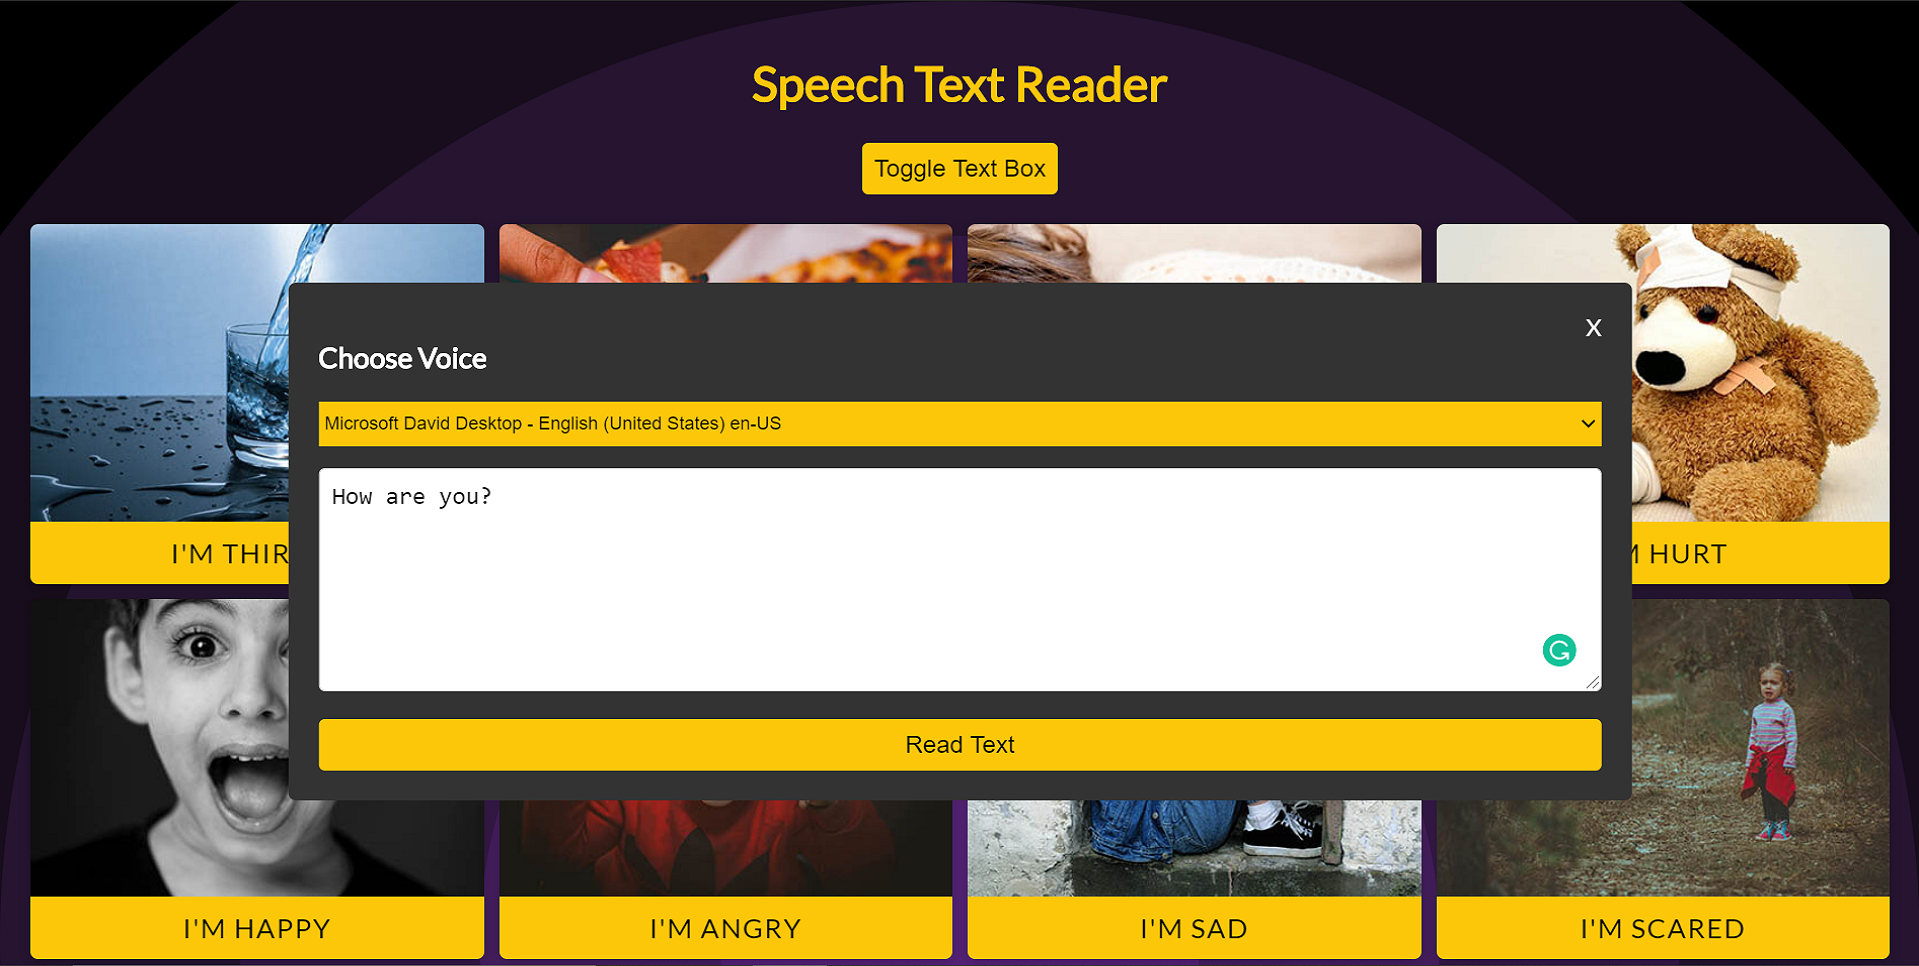 Speech Text Reader
Toggle Text Box
X
Choose Voice
Microsoft David Desktop - English (United States) en-US
How are you?
Read Text
I'M THIR
M HURT
I'M HAPPY
I'M ANGRY
I'M SAD
I'M SCARED